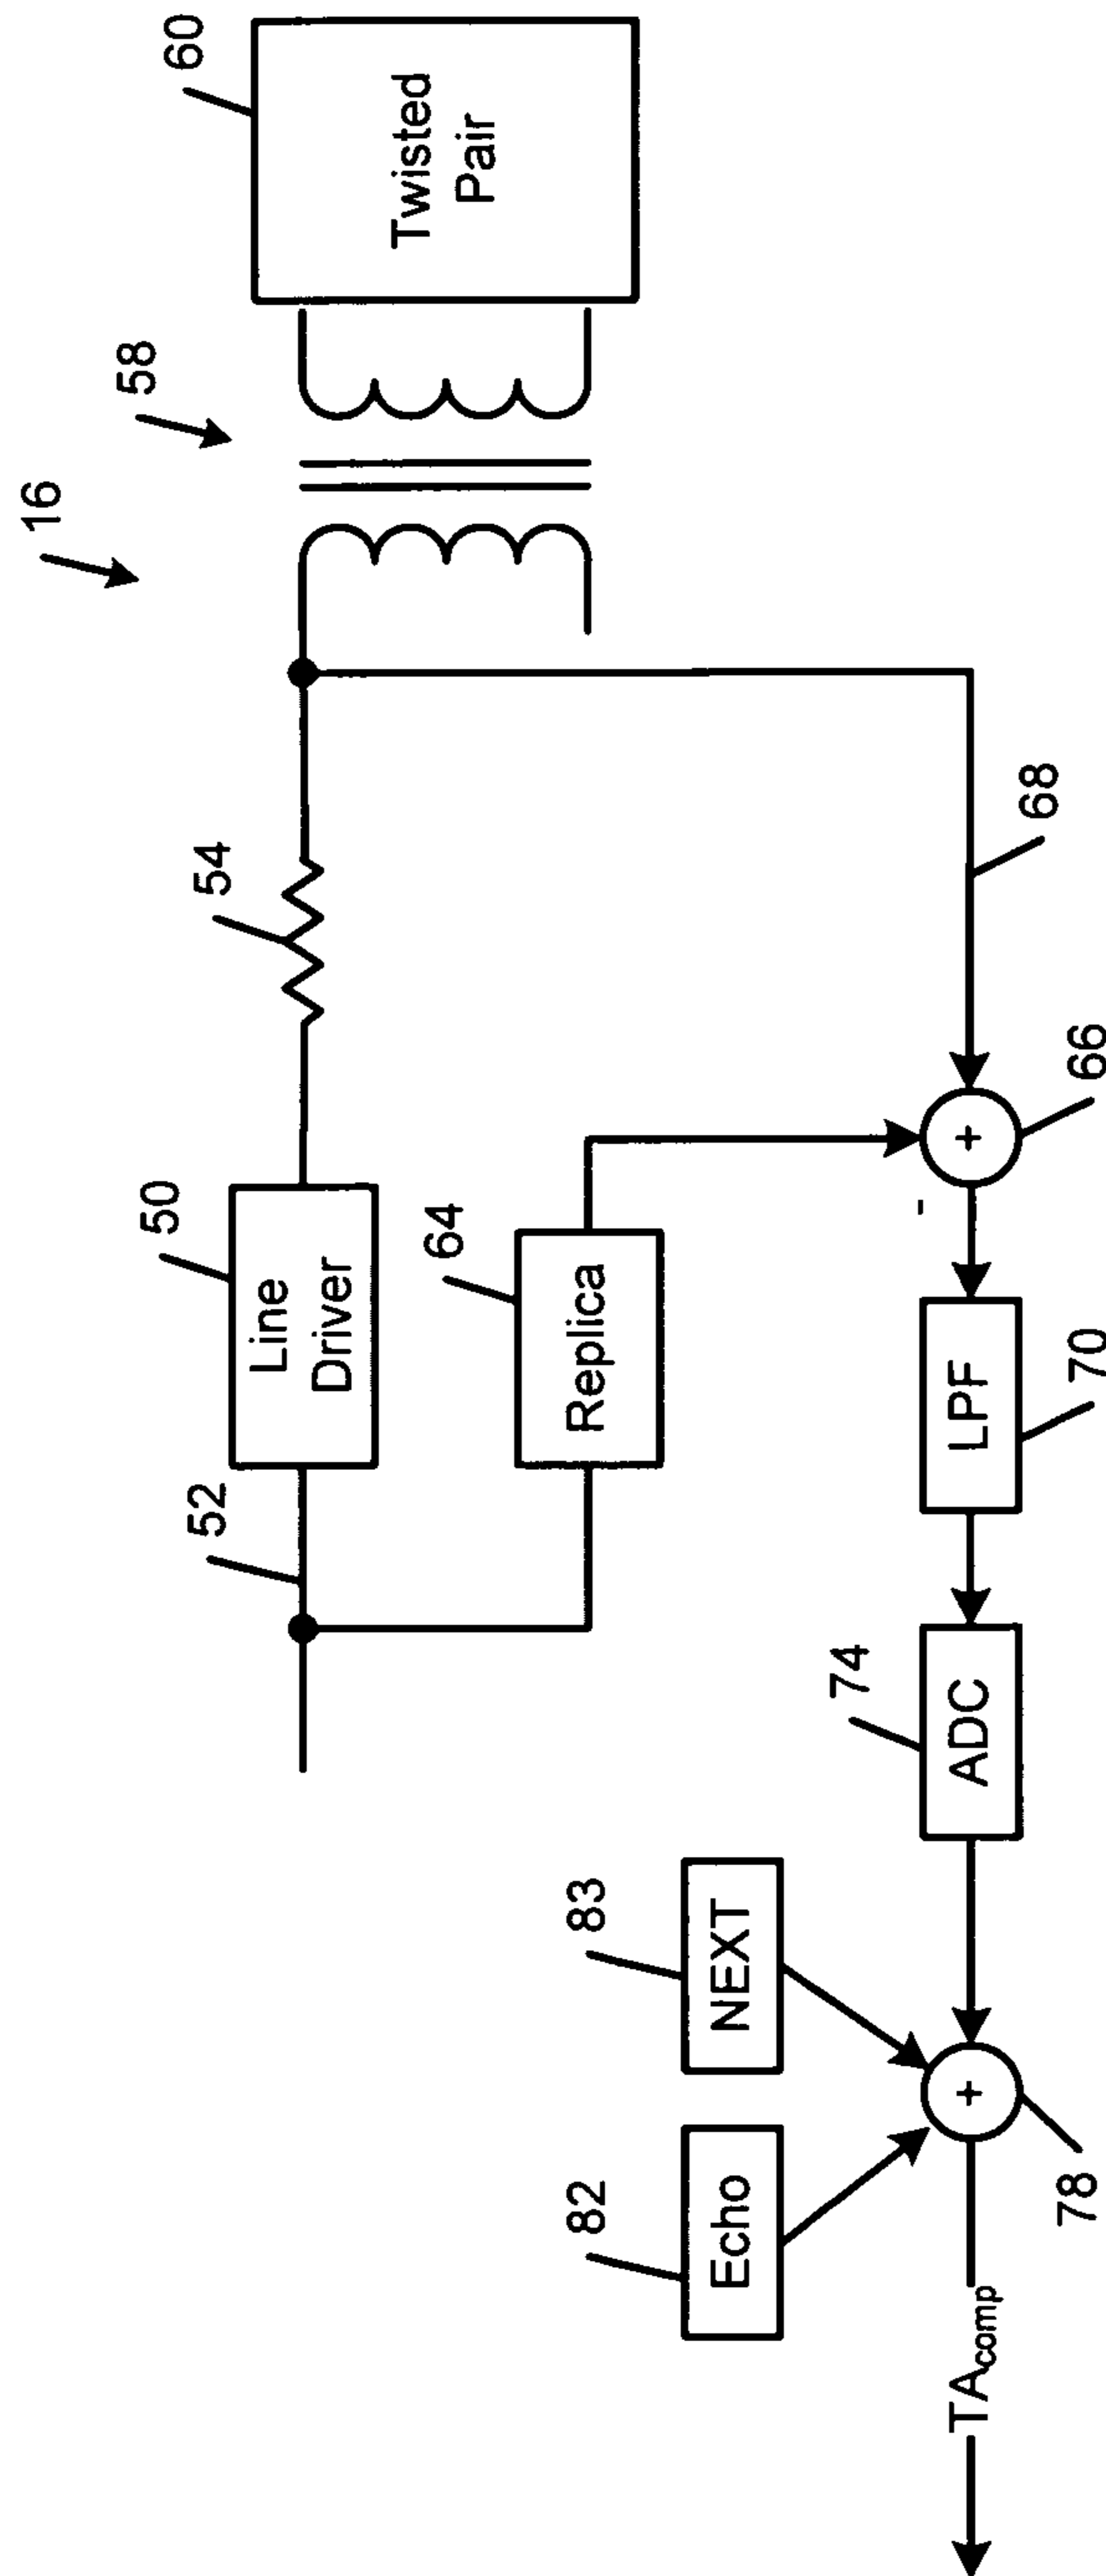 16
58
60
Twisted
Pair
54
50
Line
Driver
52
64
Replica
68
66
+
-
70
LPF
74
ADC
83
NEXT
82
Echo
78
+
TAcomp